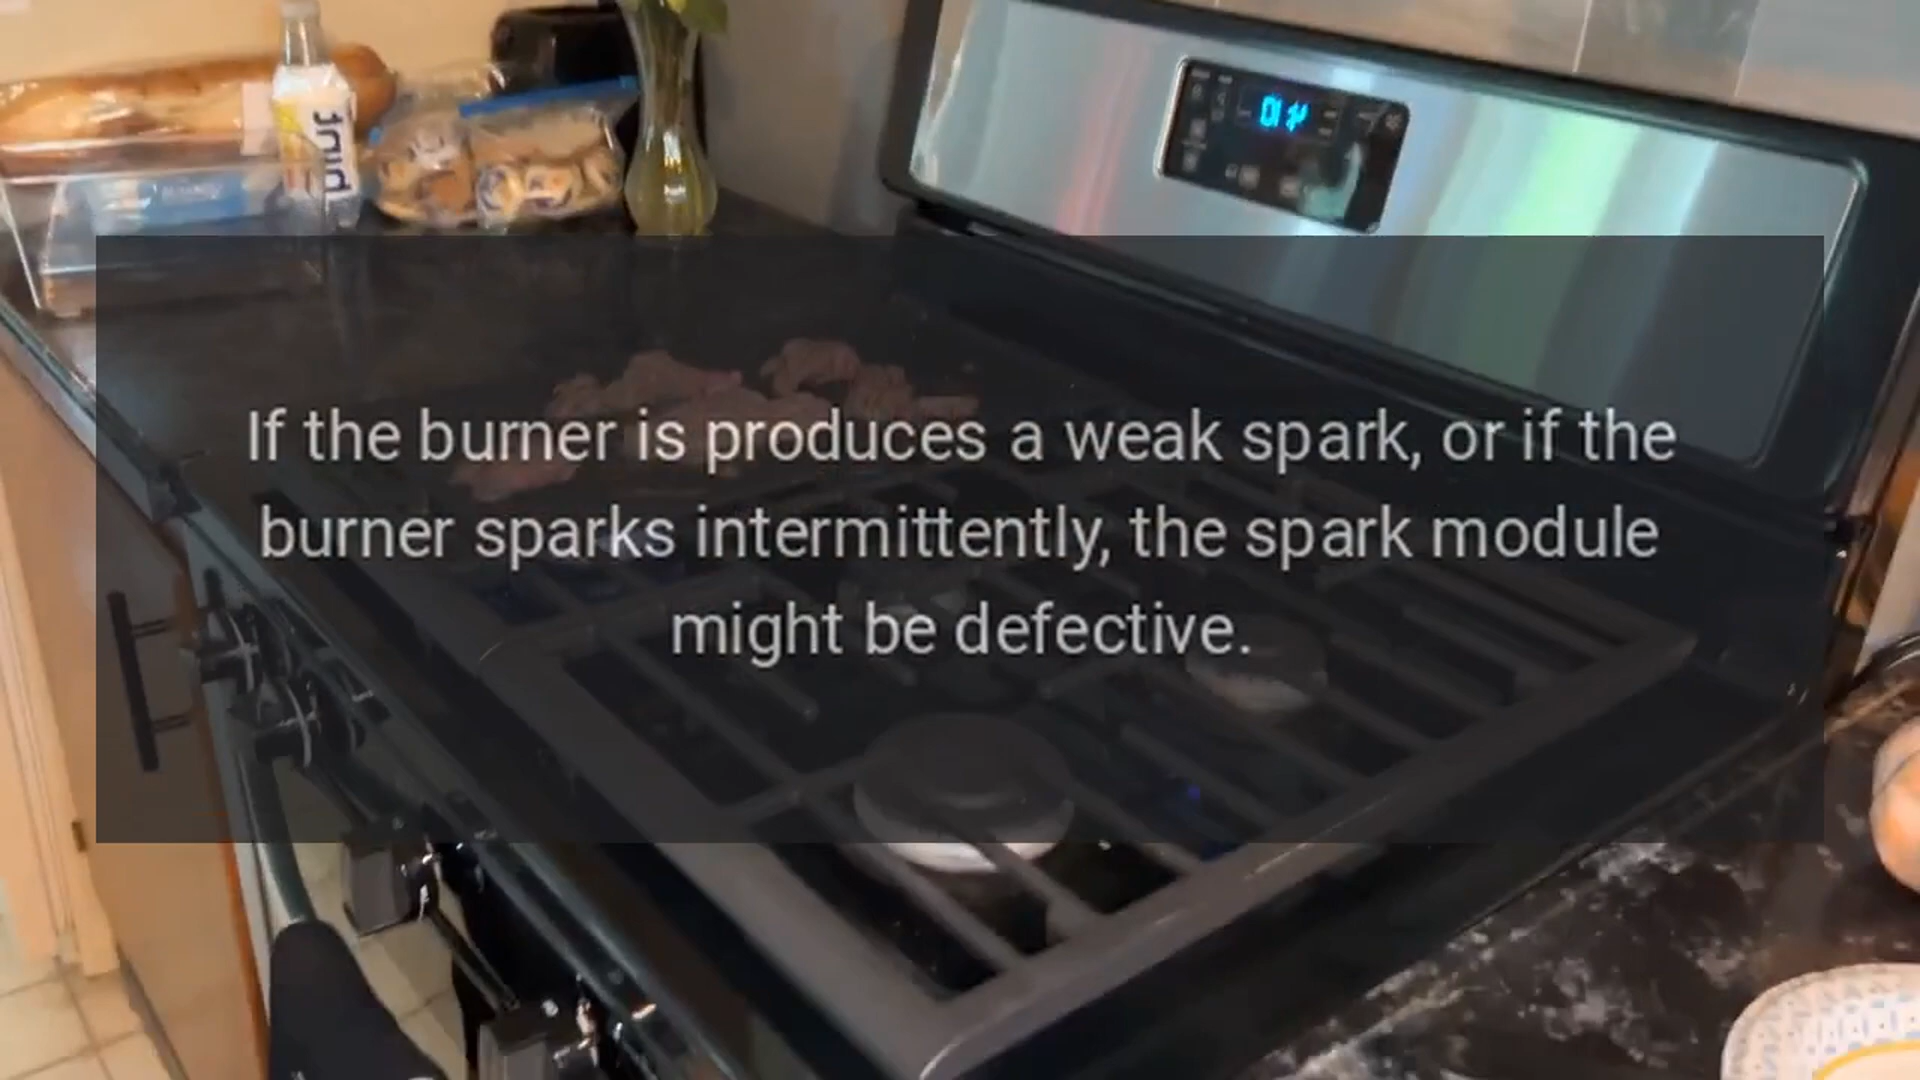 hint
If the burner is produces a weak spark, or if the
burner sparks intermittently, the spark module
might be defective.